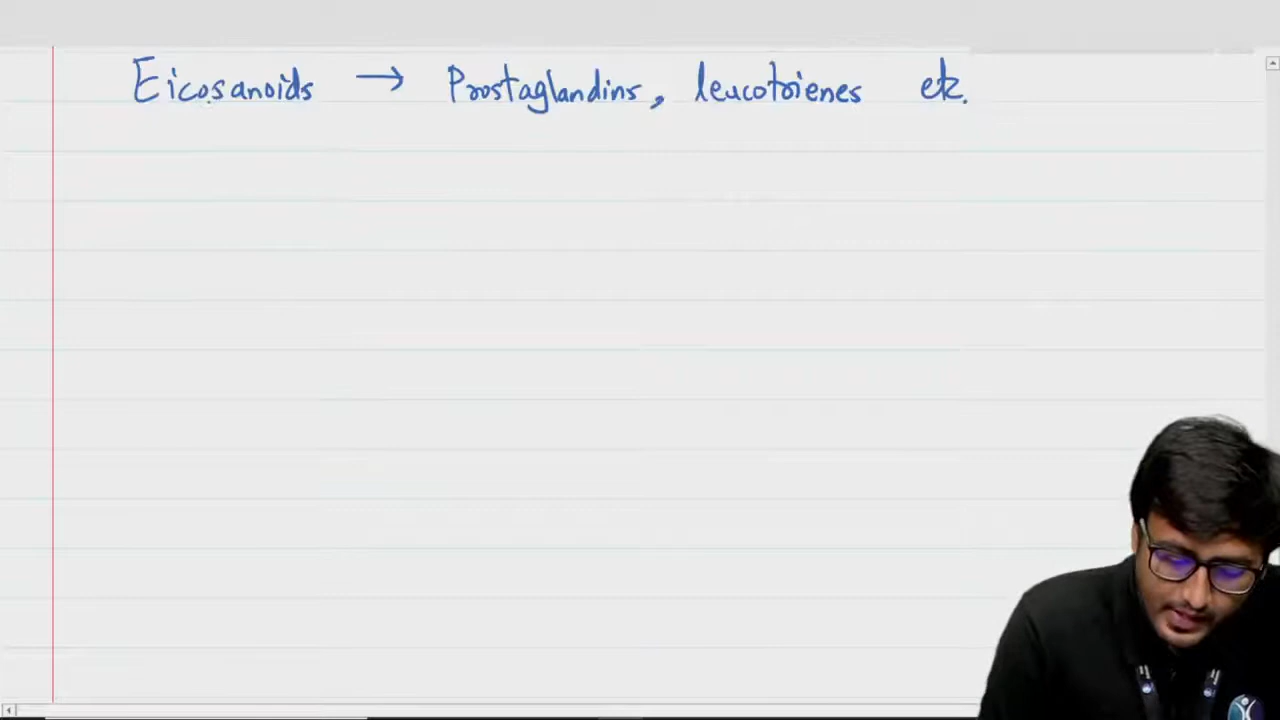 Eicosanoids → Prostaglandins, leucotrienes etc.